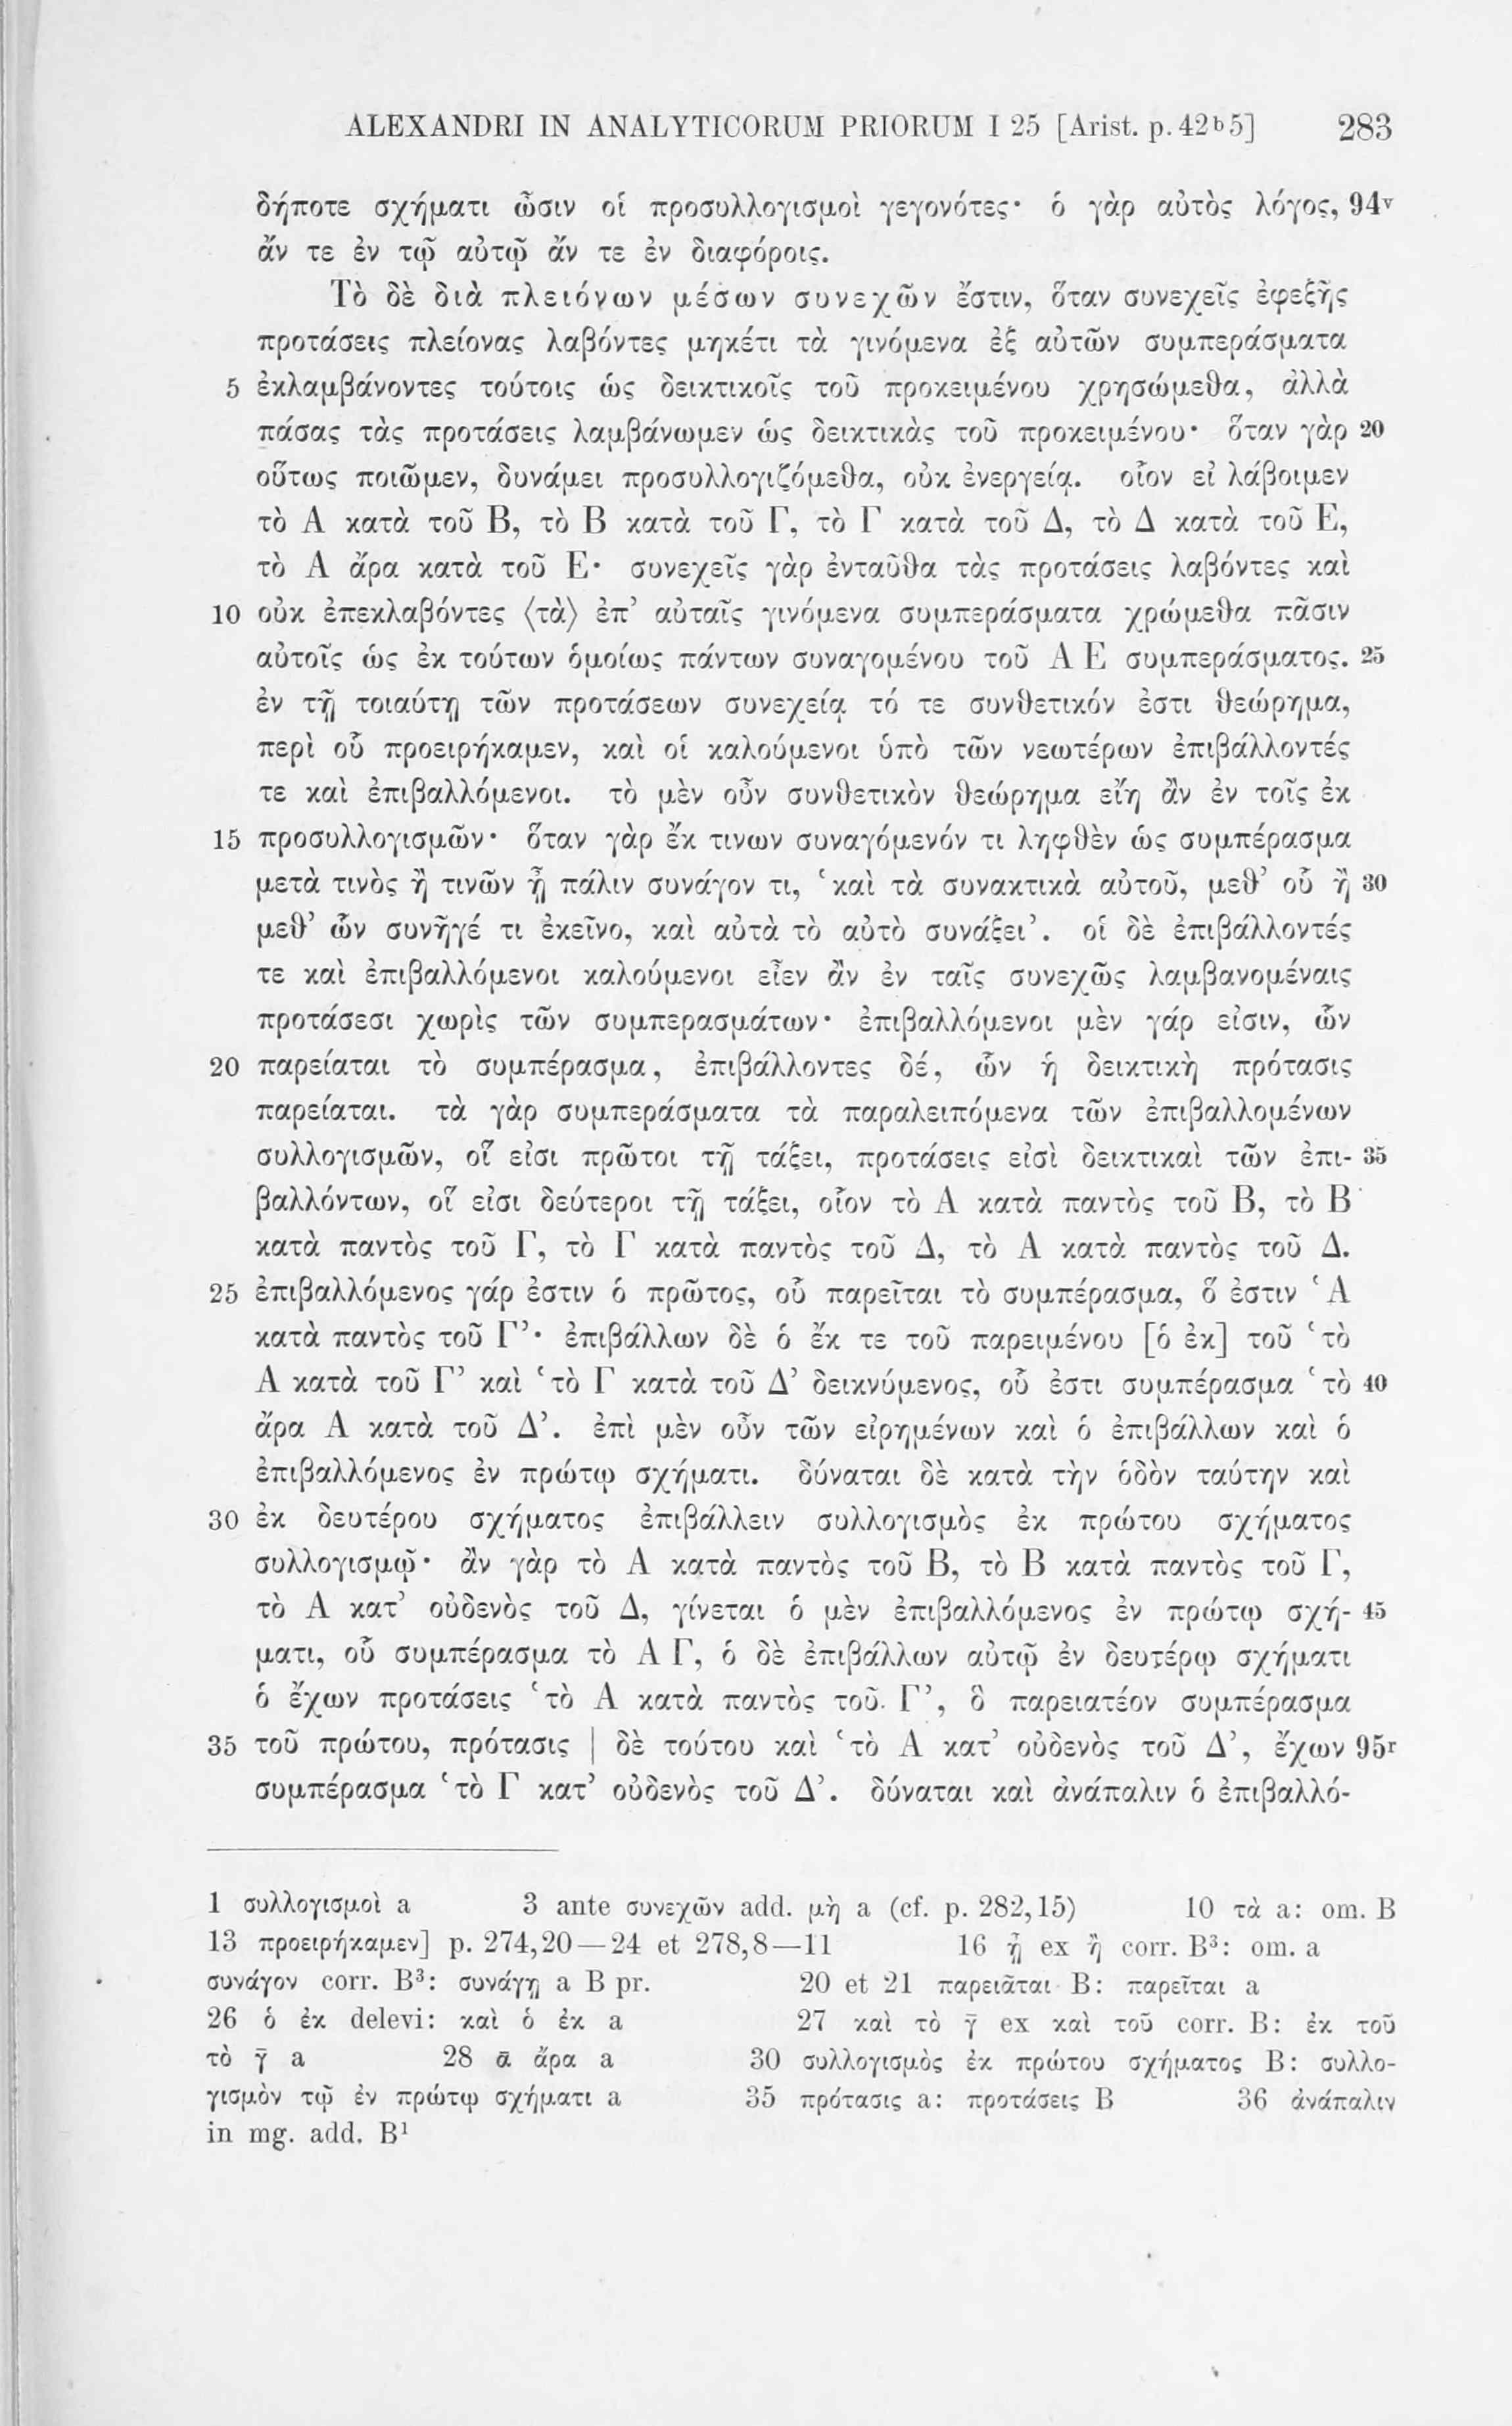 ALEXANDRI IN ANALYTICORUM PRIORUM I 25 [Arist. p. 42ᵇ5] 283
δήποτε σχήματι ὦσιν οἱ προσυλλογισμοὶ γεγονότες· ὁ γὰρ αὐτὸς λόγος, 94ᵛ
ἄν τε ἐν τῷ αὐτῷ ἄν τε ἐν διαφόροις.
Τὸ δὲ διὰ πλειόνων μέσων συνεχῶν ἔστιν, ὅταν συνεχεῖς ἐφεξῆς
προτάσεις πλείονας λαβόντες μηκέτι τὰ γινόμενα ἐξ αὐτῶν συμπεράσματα
5 ἐκλαμβάνοντες τούτοις ὡς δεικτικοῖς τοῦ προκειμένου χρησώμεθα, ἀλλὰ
πάσας τὰς προτάσεις λαμβάνωμεν ὡς δεικτικὰς τοῦ προκειμένου· ὅταν γὰρ 20
οὕτως ποιῶμεν, δυνάμει προσυλλογιζόμεθα, οὐκ ἐνεργείᾳ. οἷον εἰ λάβοιμεν
τὸ Α κατὰ τοῦ Β, τὸ Β κατὰ τοῦ Γ, τὸ Γ κατὰ τοῦ Δ, τὸ Δ κατὰ τοῦ Ε,
τὸ Α ἄρα κατὰ τοῦ Ε· συνεχεῖς γὰρ ἐνταῦθα τὰς προτάσεις λαβόντες καὶ
10 οὐκ ἐπεκλαβόντες ⟨τὰ⟩ ἐπ’ αὐταῖς γινόμενα συμπεράσματα χρώμεθα πᾶσιν
αὐτοῖς ὡς ἐκ τούτων ὁμοίως πάντων συναγομένου τοῦ Α Ε συμπεράσματος. 25
ἐν τῇ τοιαύτῃ τῶν προτάσεων συνεχείᾳ τό τε συνθετικόν ἐστι θεώρημα,
περὶ οὗ προειρήκαμεν, καὶ οἱ καλούμενοι ὑπὸ τῶν νεωτέρων ἐπιβάλλοντές
τε καὶ ἐπιβαλλόμενοι. τὸ μὲν οὖν συνθετικὸν θεώρημα εἴη ἂν ἐν τοῖς ἐκ
15 προσυλλογισμῶν· ὅταν γὰρ ἔκ τινων συναγόμενόν τι ληφθὲν ὡς συμπέρασμα
μετὰ τινὸς ἢ τινῶν ᾖ πάλιν συνάγον τι, ‘καὶ τὰ συνακτικὰ αὐτοῦ, μεθ’ οὗ ἢ 30
μεθ’ ὧν συνῆγέ τι ἐκεῖνο, καὶ αὐτὰ τὸ αὐτὸ συνάξει’. οἱ δὲ ἐπιβάλλοντές
τε καὶ ἐπιβαλλόμενοι καλούμενοι εἶεν ἂν ἐν ταῖς συνεχῶς λαμβανομέναις
προτάσεσι χωρὶς τῶν συμπερασμάτων· ἐπιβαλλόμενοι μὲν γάρ εἰσιν, ὧν
20 παρείαται τὸ συμπέρασμα, ἐπιβάλλοντες δέ, ὧν ἡ δεικτικὴ πρότασις
παρείαται. τὰ γὰρ συμπεράσματα τὰ παραλειπόμενα τῶν ἐπιβαλλομένων
συλλογισμῶν, οἵ εἰσι πρῶτοι τῇ τάξει, προτάσεις εἰσὶ δεικτικαὶ τῶν ἐπι- 35
βαλλόντων, οἵ εἰσι δεύτεροι τῇ τάξει, οἷον τὸ Α κατὰ παντὸς τοῦ Β, τὸ Β
κατὰ παντὸς τοῦ Γ, τὸ Γ κατὰ παντὸς τοῦ Δ, τὸ Α κατὰ παντὸς τοῦ Δ.
25 ἐπιβαλλόμενος γάρ ἐστιν ὁ πρῶτος, οὗ παρεῖται τὸ συμπέρασμα, ὅ ἐστιν ‘Α
κατὰ παντὸς τοῦ Γ’· ἐπιβάλλων δὲ ὁ ἔκ τε τοῦ παρειμένου [ὁ ἐκ] τοῦ ‘τὸ
Α κατὰ τοῦ Γ’ καὶ ‘τὸ Γ κατὰ τοῦ Δ’ δεικνύμενος, οὗ ἐστι συμπέρασμα ‘τὸ 40
ἄρα Α κατὰ τοῦ Δ’. ἐπὶ μὲν οὖν τῶν εἰρημένων καὶ ὁ ἐπιβάλλων καὶ ὁ
ἐπιβαλλόμενος ἐν πρώτῳ σχήματι. δύναται δὲ κατὰ τὴν ὁδὸν ταύτην καὶ
30 ἐκ δευτέρου σχήματος ἐπιβάλλειν συλλογισμὸς ἐκ πρώτου σχήματος
συλλογισμῷ· ἂν γὰρ τὸ Α κατὰ παντὸς τοῦ Β, τὸ Β κατὰ παντὸς τοῦ Γ,
τὸ Α κατ’ οὐδενὸς τοῦ Δ, γίνεται ὁ μὲν ἐπιβαλλόμενος ἐν πρώτῳ σχή- 45
ματι, οὗ συμπέρασμα τὸ Α Γ, ὁ δὲ ἐπιβάλλων αὐτῷ ἐν δευτέρῳ σχήματι
ὁ ἔχων προτάσεις ‘τὸ Α κατὰ παντὸς τοῦ Γ’, ὃ παρειατέον συμπέρασμα
35 τοῦ πρώτου, πρότασις | δὲ τούτου καὶ ‘τὸ Α κατ’ οὐδενὸς τοῦ Δ’, ἔχων 95ʳ
συμπέρασμα ‘τὸ Γ κατ’ οὐδενὸς τοῦ Δ’. δύναται καὶ ἀνάπαλιν ὁ ἐπιβαλλό-
1 συλλογισμοὶ a 3 ante συνεχῶν add. μὴ a (cf. p. 282,15) 10 τὰ a: om. B
13 προειρήκαμεν] p. 274,20—24 et 278,8—11 16 ᾖ ex ἢ corr. B³: om. a
συνάγον corr. B³: συνάγῃ a B pr. 20 et 21 παρειᾶται B: παρεῖται a
26 ὁ ἐκ delevi: καὶ ὁ ἐκ a 27 καὶ τὸ γ̄ ex καὶ τοῦ corr. B: ἐκ τοῦ
τὸ γ̄ a 28 ᾱ ἄρα a 30 συλλογισμὸς ἐκ πρώτου σχήματος B: συλλο-
γισμὸν τῷ ἐν πρώτῳ σχήματι a 35 πρότασις a: προτάσεις B 36 ἀνάπαλιν
in mg. add. B¹